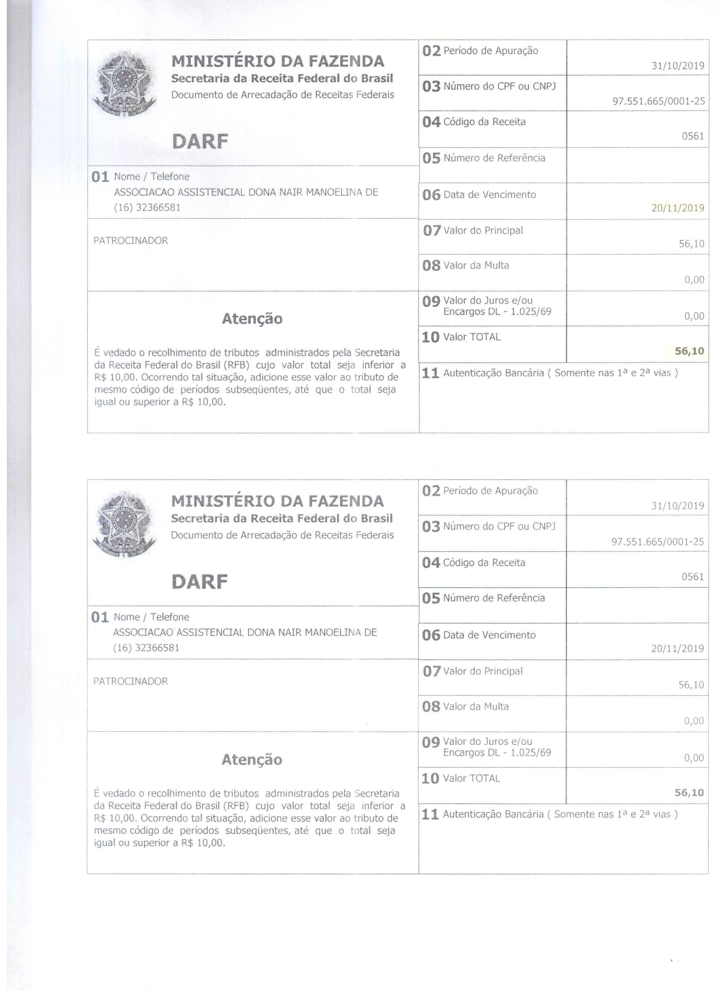 MINISTÉRIO DA FAZENDA
Secretaria da Receita Federal do Brasil
Documento de Arrecadação de Receitas Federais
DARF
01 Nome / Telefone
ASSOCIACAO ASSISTENCIAL DONA NAIR MANOELINA DE
(16) 32366581
PATROCINADOR
Atenção
É vedado o recolhimento de tributos administrados pela Secretaria
da Receita Federal do Brasil (RFB) cujo valor total seja inferior a
R$ 10,00. Ocorrendo tal situação, adicione esse valor ao tributo de
mesmo código de períodos subseqüentes, até que o total seja
igual ou superior a R$ 10,00.
02 Período de Apuração
31/10/2019
03 Número do CPF ou CNPJ
97.551.665/0001-25
04 Código da Receita
0561
05 Número de Referência
06 Data de Vencimento
20/11/2019
07 Valor do Principal
56,10
08 Valor da Multa
0,00
09 Valor do Juros e/ou
Encargos DL - 1.025/69
0,00
10 Valor TOTAL
56,10
11 Autenticação Bancária ( Somente nas 1ª e 2ª vias )
MINISTÉRIO DA FAZENDA
Secretaria da Receita Federal do Brasil
Documento de Arrecadação de Receitas Federais
DARF
01 Nome / Telefone
ASSOCIACAO ASSISTENCIAL DONA NAIR MANOELINA DE
(16) 32366581
PATROCINADOR
Atenção
É vedado o recolhimento de tributos administrados pela Secretaria
da Receita Federal do Brasil (RFB) cujo valor total seja inferior a
R$ 10,00. Ocorrendo tal situação, adicione esse valor ao tributo de
mesmo código de períodos subseqüentes, até que o total seja
igual ou superior a R$ 10,00.
02 Período de Apuração
31/10/2019
03 Número do CPF ou CNPJ
97.551.665/0001-25
04 Código da Receita
0561
05 Número de Referência
06 Data de Vencimento
20/11/2019
07 Valor do Principal
56,10
08 Valor da Multa
0,00
09 Valor do Juros e/ou
Encargos DL - 1.025/69
0,00
10 Valor TOTAL
56,10
11 Autenticação Bancária ( Somente nas 1ª e 2ª vias )